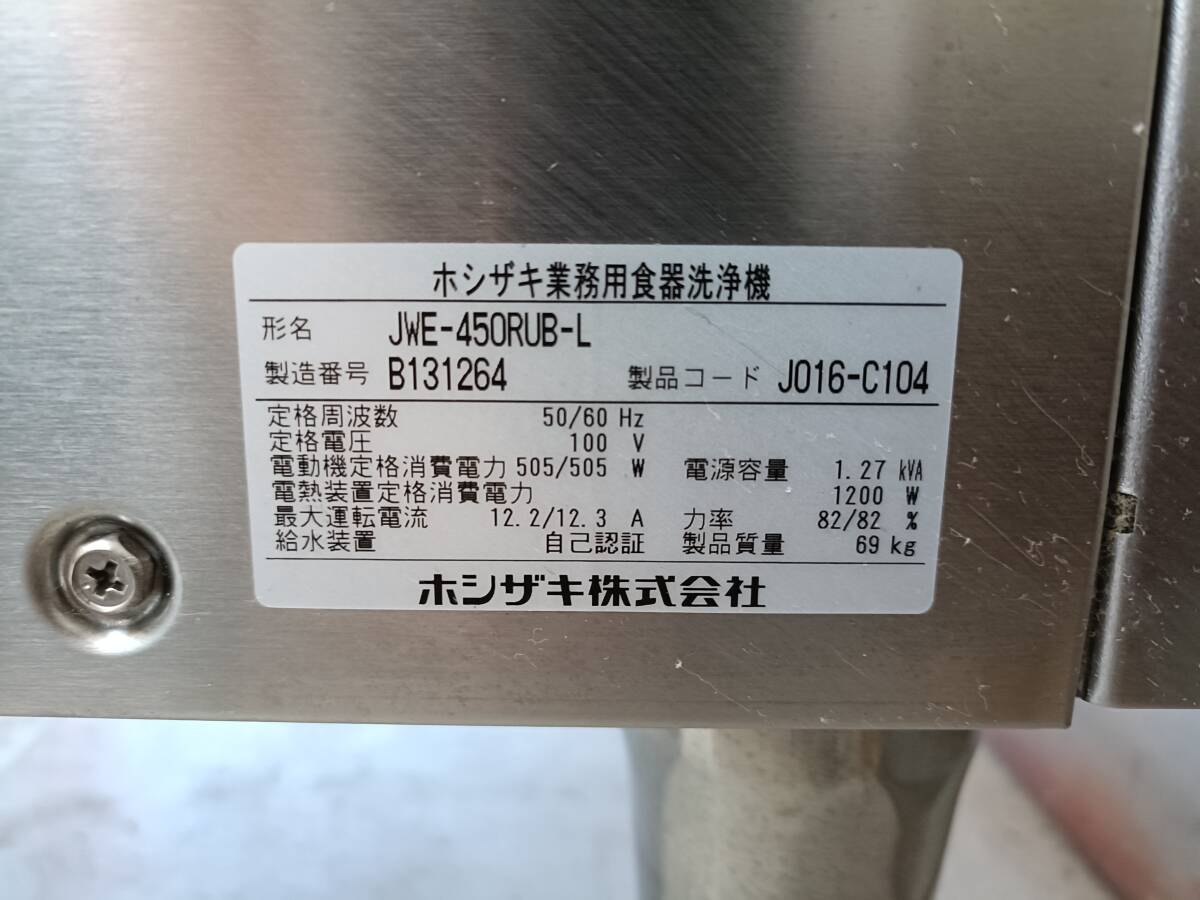 ホシザキ業務用食器洗浄機
形名 JWE-450RUB-L
製造番号 B131264 製品コード J016-C104
定格周波数 50/60 Hz
定格電圧 100 V
電動機定格消費電力 505/505 W 電源容量 1.27 kVA
電熱装置定格消費電力 1200 W
最大運転電流 12.2/12.3 A 力率 82/82 %
給水装置 自己認証 製品質量 69 kg
ホシザキ株式会社